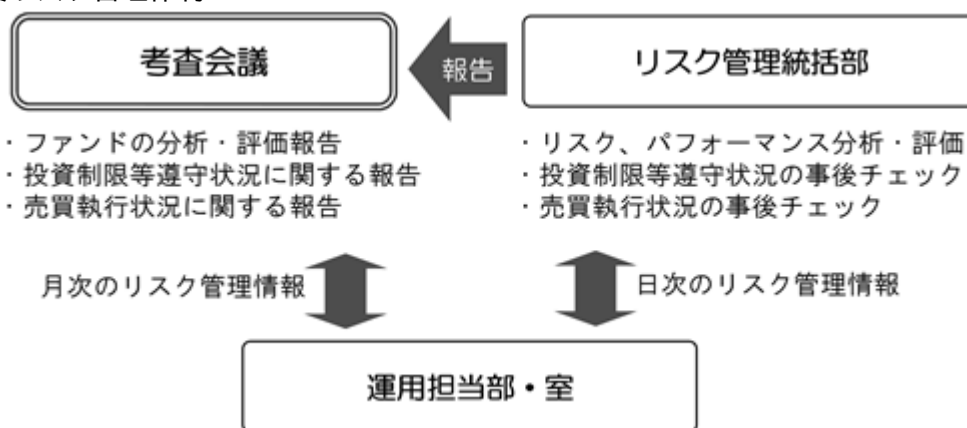 考査会議
報告
リスク管理統括部
・ファンドの分析・評価報告
・投資制限等遵守状況に関する報告
・売買執行状況に関する報告
・リスク、パフォーマンス分析・評価
・投資制限等遵守状況の事後チェック
・売買執行状況の事後チェック
月次のリスク管理情報
日次のリスク管理情報
運用担当部・室